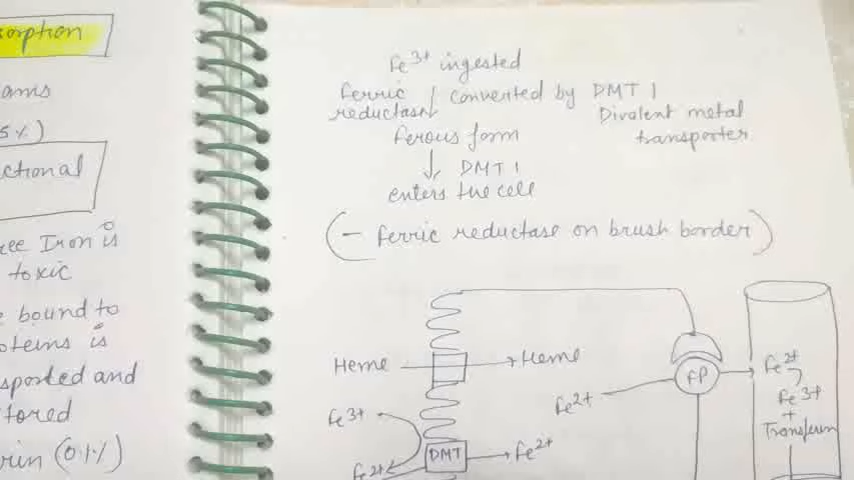 sorption
ams
5%)
ctional
ree Iron is
toxic
e bound to
oteins is
sported and
tored
rin (0.1%)
Fe3+ ingested
ferric reductase converted by DMT 1
Divalent metal transporter
ferous form
DMT 1
enters the cell
(- ferric reductase on brush border)
Heme → Heme
Fe3+
Fe2+
DMT → Fe2+
Fe2+
FP
Fe2+
Fe3+
+
Transferrin